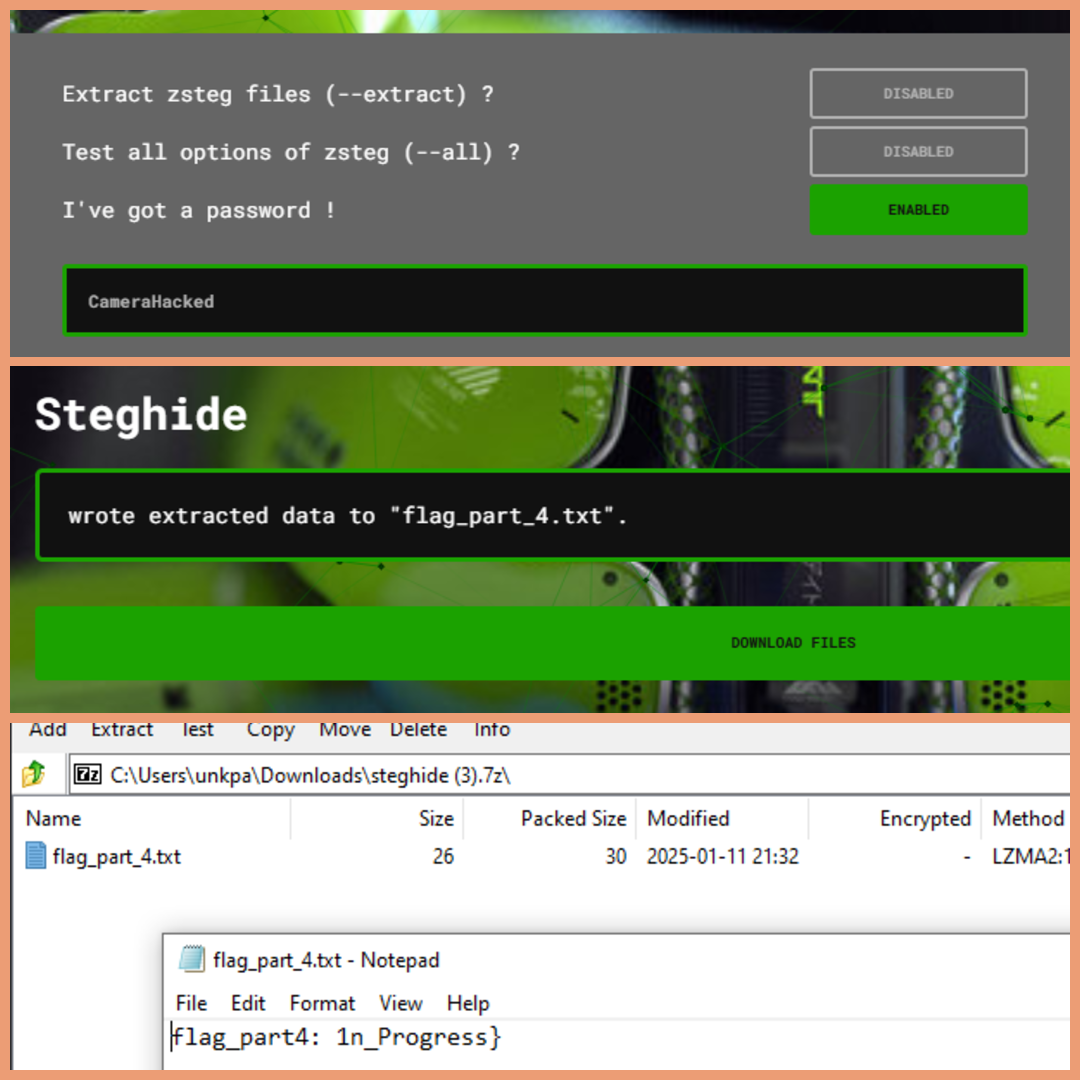 Extract zsteg files (--extract) ?
DISABLED
Test all options of zsteg (--all) ?
DISABLED
I've got a password !
ENABLED
CameraHacked
Steghide
wrote extracted data to "flag_part_4.txt".
DOWNLOAD FILES
Add Extract Test Copy Move Delete Info
C:\Users\unkpa\Downloads\steghide (3).7z\
Name Size Packed Size Modified Encrypted Method
flag_part_4.txt 26 30 2025-01-11 21:32 - LZMA2:1
flag_part_4.txt - Notepad
File Edit Format View Help
flag_part4: 1n_Progress}